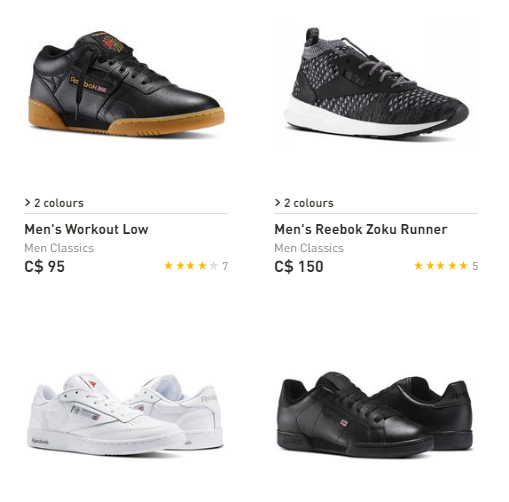 Reebok
> 2 colours
> 2 colours
Men's Workout Low
Men's Reebok Zoku Runner
Men Classics
Men Classics
C$ 95
7
C$ 150
5
Reebok